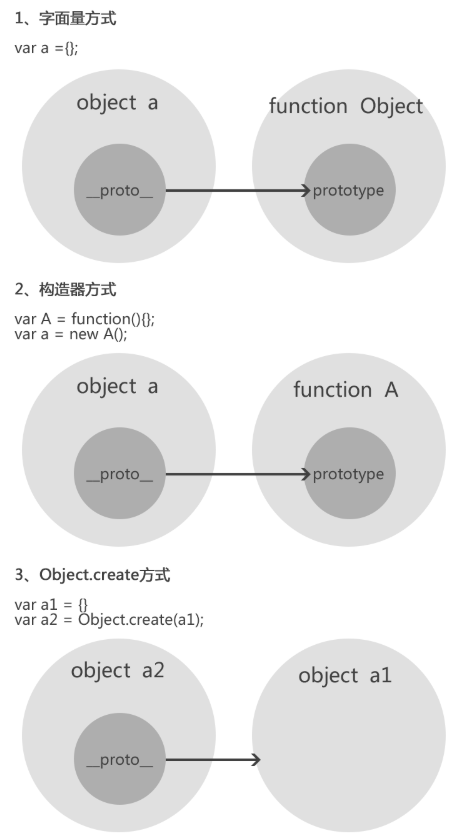 1、字面量方式
var a ={};
object a
function Object
__proto__
prototype
2、构造器方式
var A = function(){};
var a = new A();
object a
function A
__proto__
prototype
3、Object.create方式
var a1 = {}
var a2 = Object.create(a1);
object a2
object a1
__proto__